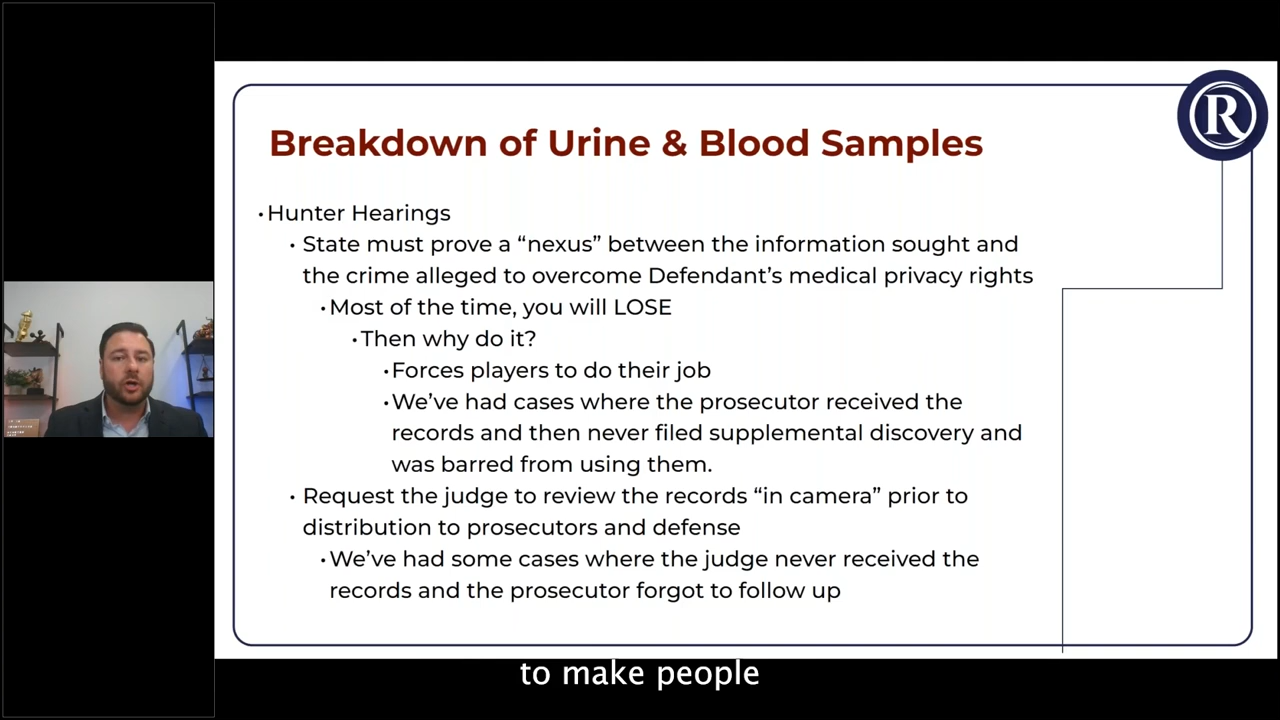 R
Breakdown of Urine & Blood Samples
•Hunter Hearings
• State must prove a “nexus” between the information sought and
the crime alleged to overcome Defendant’s medical privacy rights
•Most of the time, you will LOSE
•Then why do it?
•Forces players to do their job
•We’ve had cases where the prosecutor received the
records and then never filed supplemental discovery and
was barred from using them.
• Request the judge to review the records “in camera” prior to
distribution to prosecutors and defense
•We’ve had some cases where the judge never received the
records and the prosecutor forgot to follow up
to make people